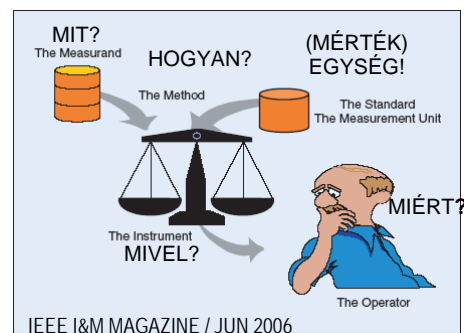 MIT?
The Measurand
HOGYAN?
(MÉRTÉK)
EGYSÉG!
The Method
The Standard
The Measurement Unit
MIÉRT?
The Instrument
MIVEL?
The Operator
IEEE I&M MAGAZINE / JUN 2006